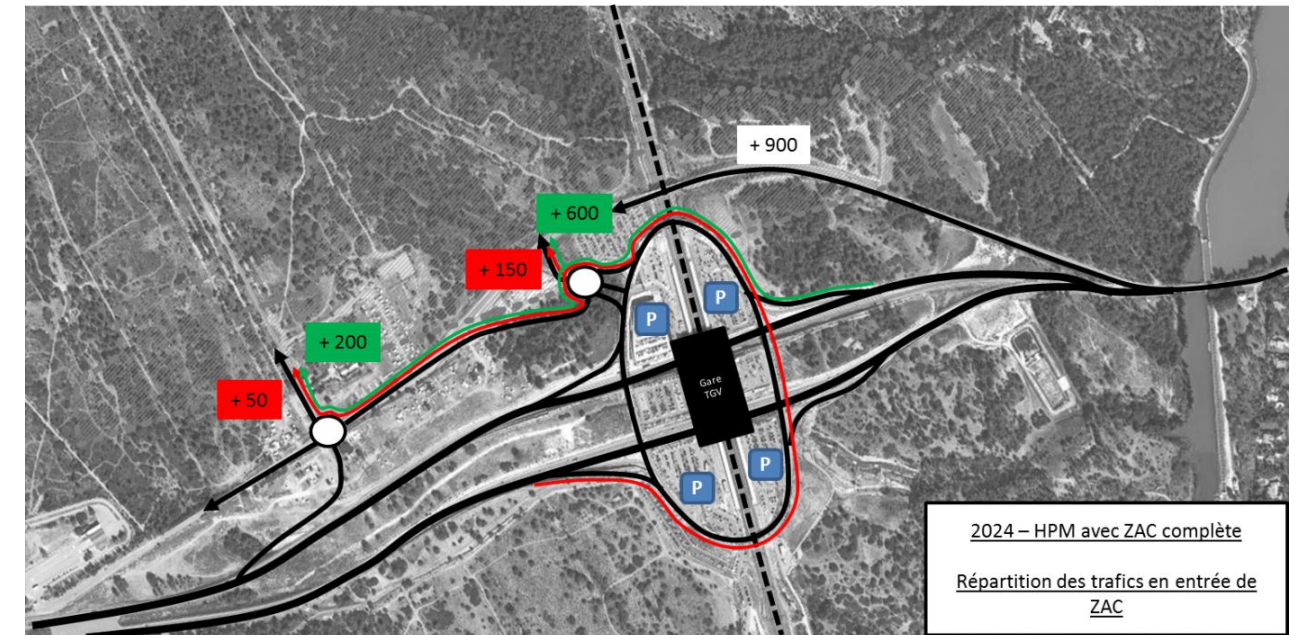 + 900
+ 600
+ 150
P
P
+ 200
Gare
TGV
+ 50
P
P
2024 – HPM avec ZAC complète
Répartition des trafics en entrée de
ZAC